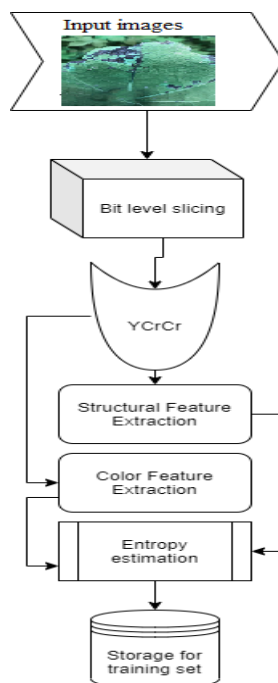 Input images
Bit level slicing
YCrCr
Structural Feature
Extraction
Color Feature
Extraction
Entropy
estimation
Storage for
training set